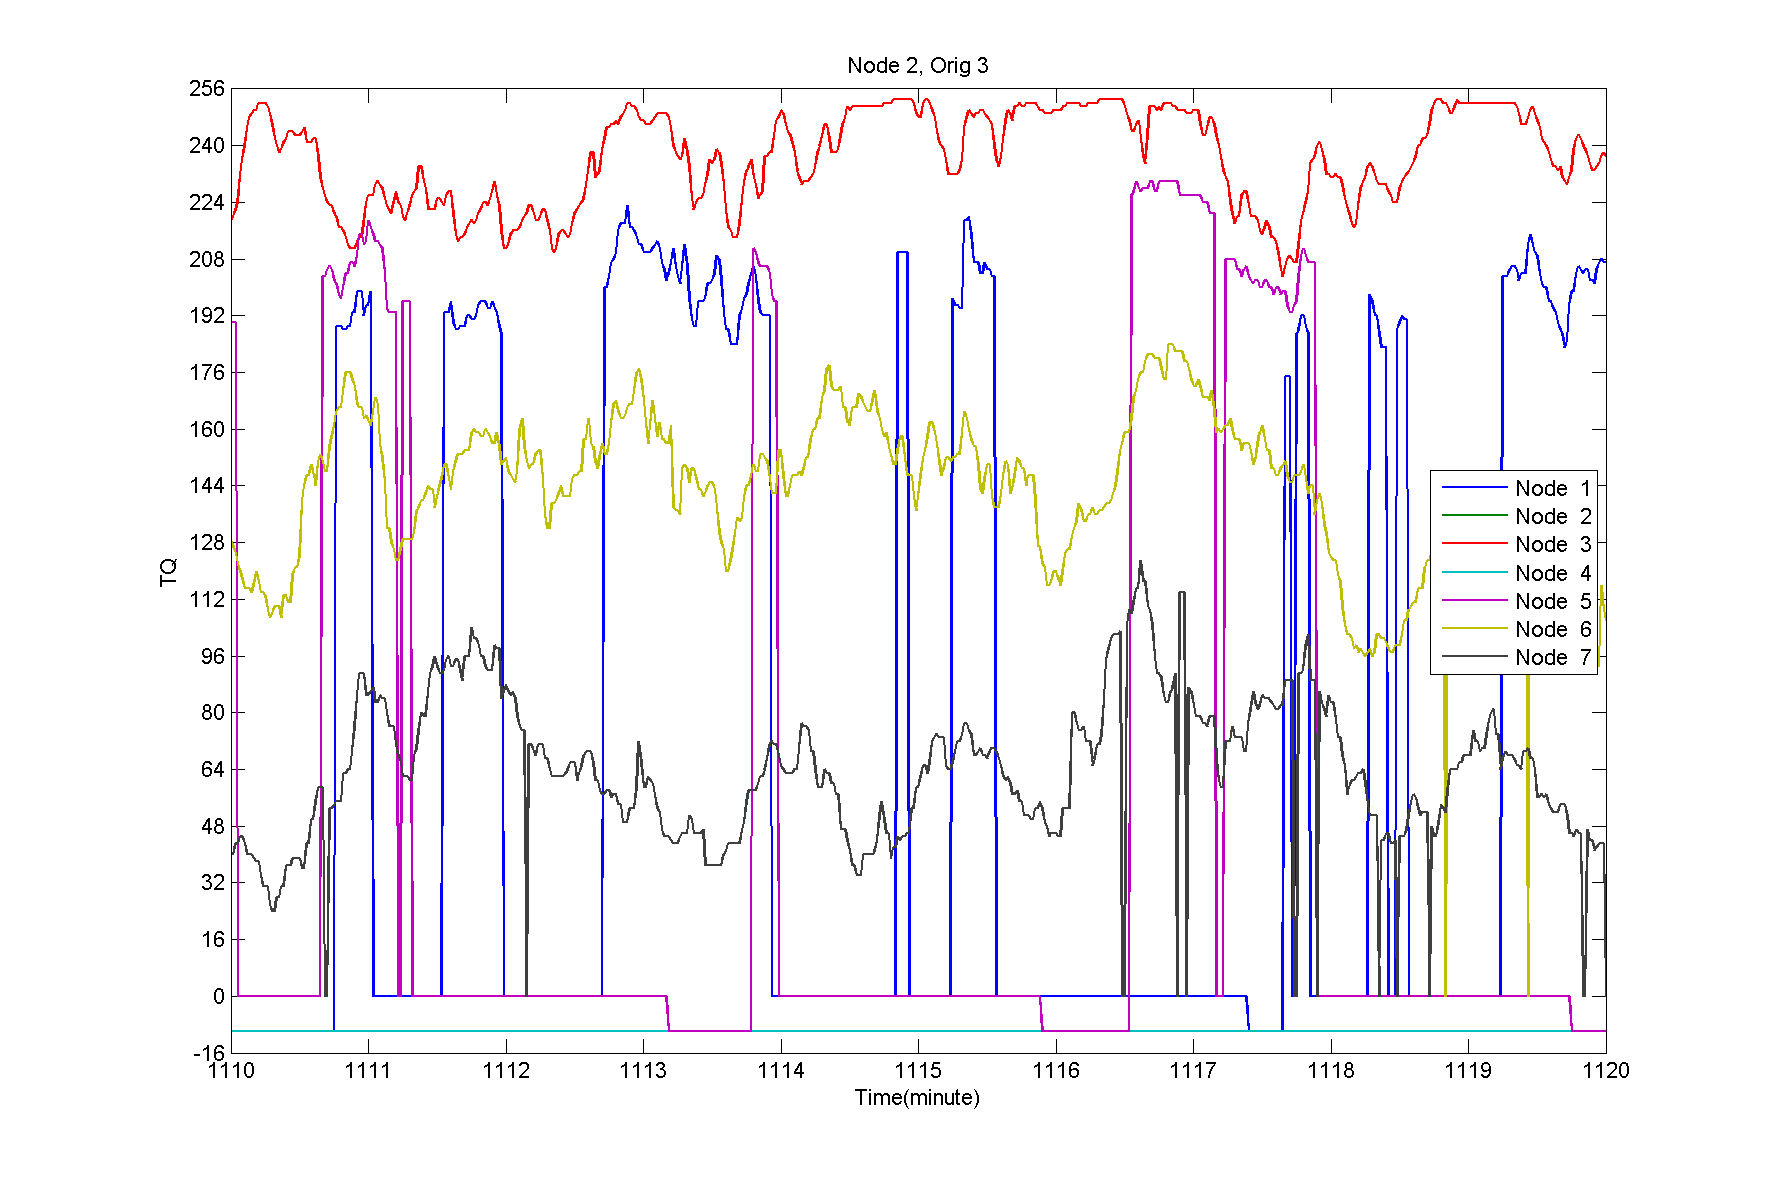 Node 2, Orig 3
256
240
224
208
192
176
160
144
128
112
96
80
64
48
32
16
0
-16
TQ
Node 1
Node 2
Node 3
Node 4
Node 5
Node 6
Node 7
1110 1111 1112 1113 1114 1115 1116 1117 1118 1119 1120
Time(minute)